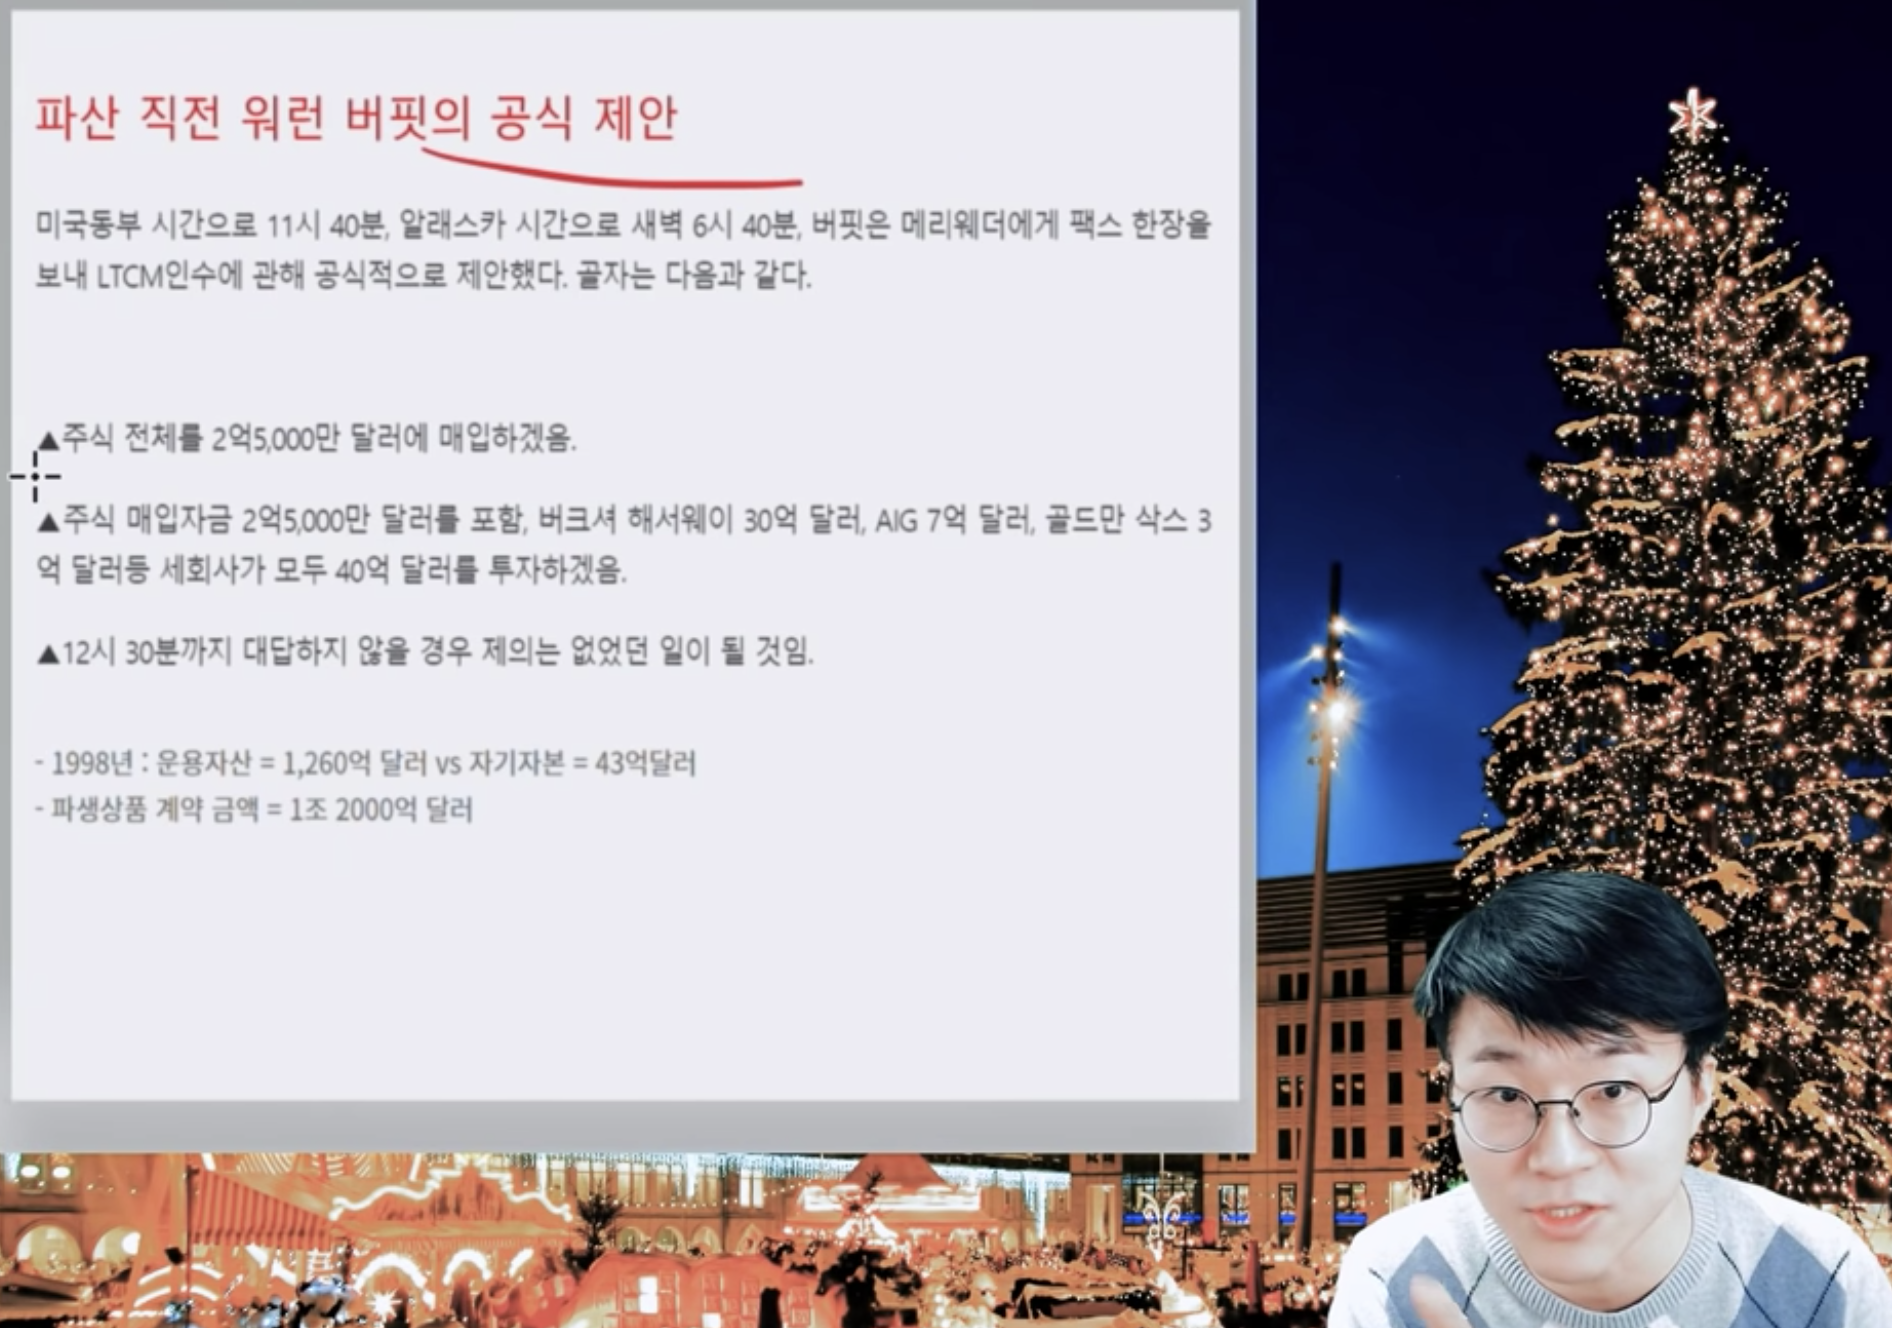 파산 직전 워런 버핏의 공식 제안
미국동부 시간으로 11시 40분, 알래스카 시간으로 새벽 6시 40분, 버핏은 메리웨더에게 팩스 한장을
보내 LTCM인수에 관해 공식적으로 제안했다. 골자는 다음과 같다.
▲주식 전체를 2억5,000만 달러에 매입하겠음.
▲주식 매입자금 2억5,000만 달러를 포함, 버크셔 해서웨이 30억 달러, AIG 7억 달러, 골드만 삭스 3
억 달러등 세회사가 모두 40억 달러를 투자하겠음.
▲12시 30분까지 대답하지 않을 경우 제의는 없었던 일이 될 것임.
- 1998년 : 운용자산 = 1,260억 달러 vs 자기자본 = 43억달러
- 파생상품 계약 금액 = 1조 2000억 달러